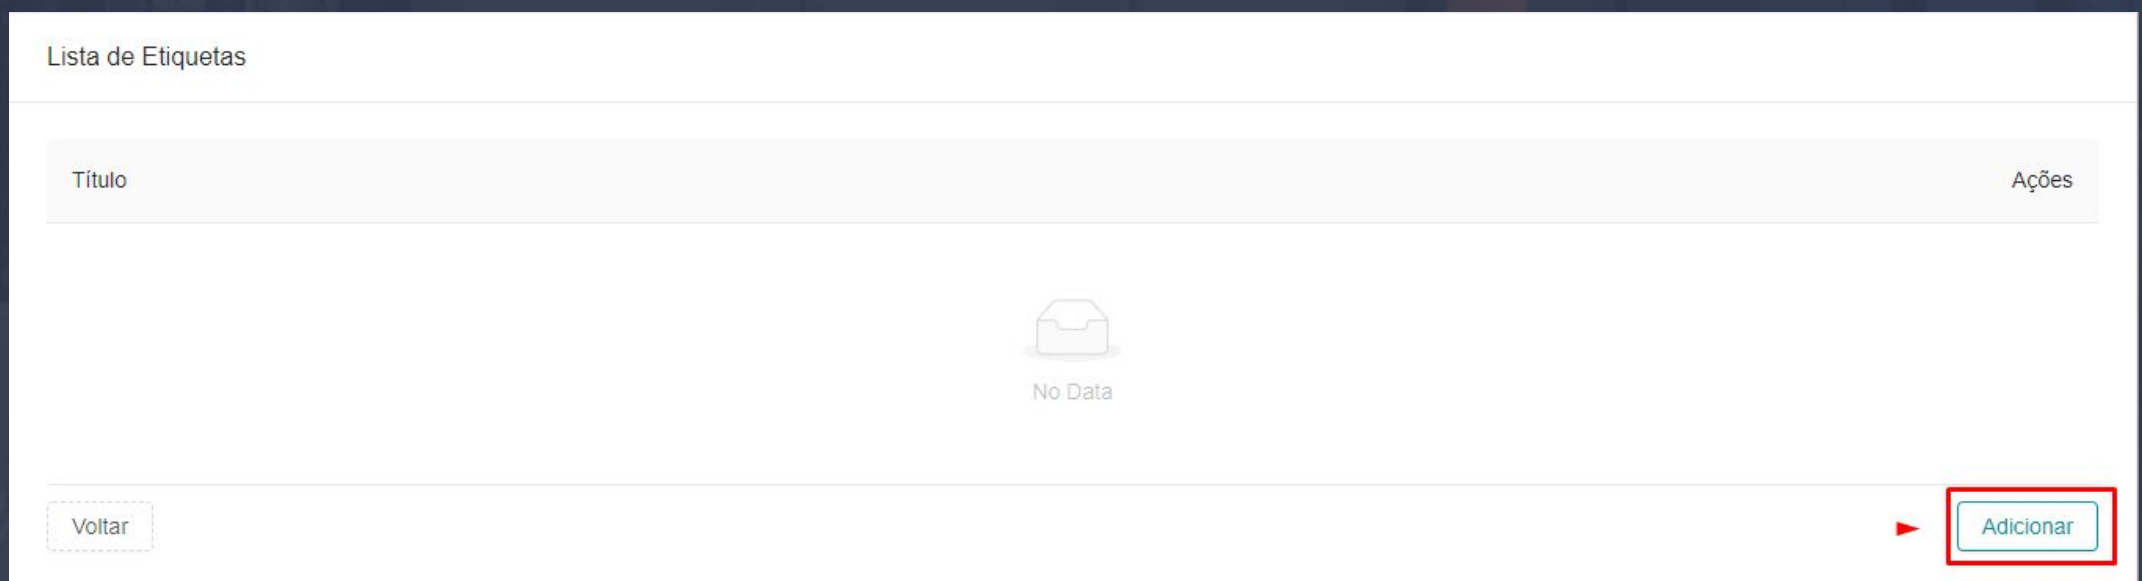 Lista de Etiquetas
Título Ações
No Data
Voltar Adicionar